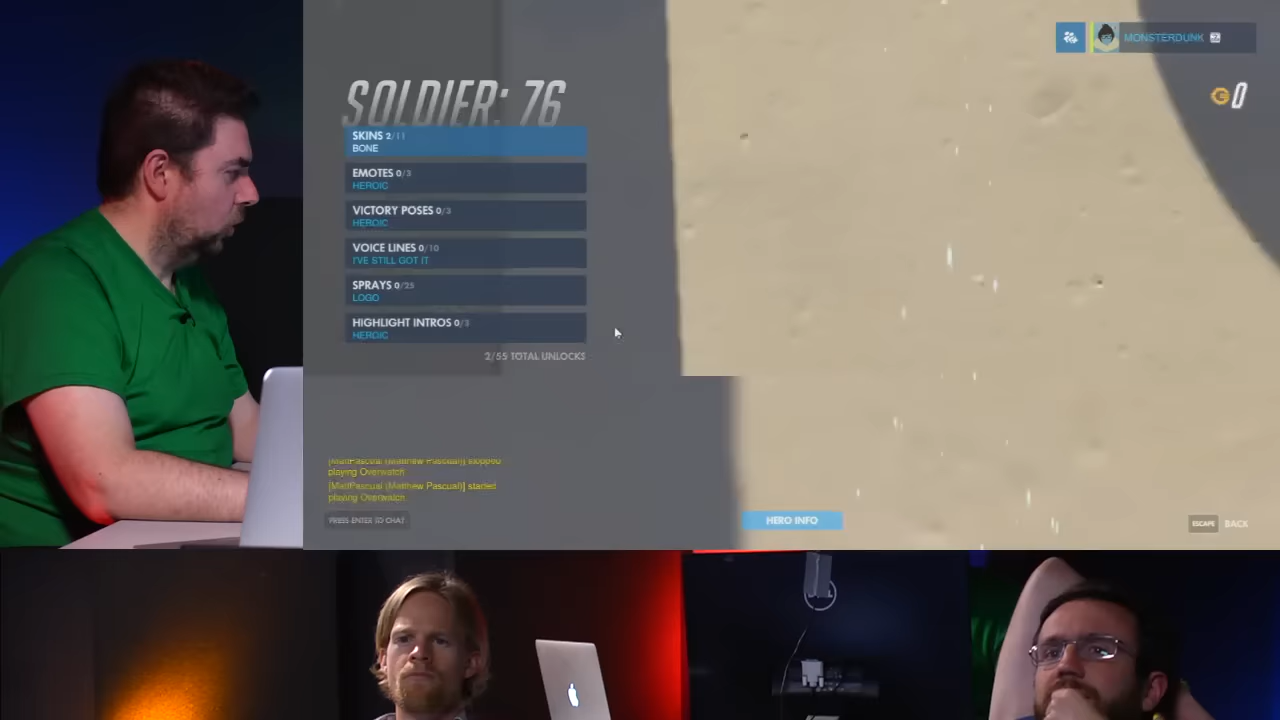 MONSTERDUNK
0
SOLDIER: 76
SKINS 2/11
BONE
EMOTES 0/3
HEROIC
VICTORY POSES 0/3
HEROIC
VOICE LINES 0/10
I'VE STILL GOT IT
SPRAYS 0/25
LOGO
HIGHLIGHT INTROS 0/3
HEROIC
2/55 TOTAL UNLOCKS
[MattPascual (Matthew Pascual)] stopped
playing Overwatch
[MattPascual (Matthew Pascual)] started
playing Overwatch
PRESS ENTER TO CHAT
HERO INFO
ESCAPE BACK